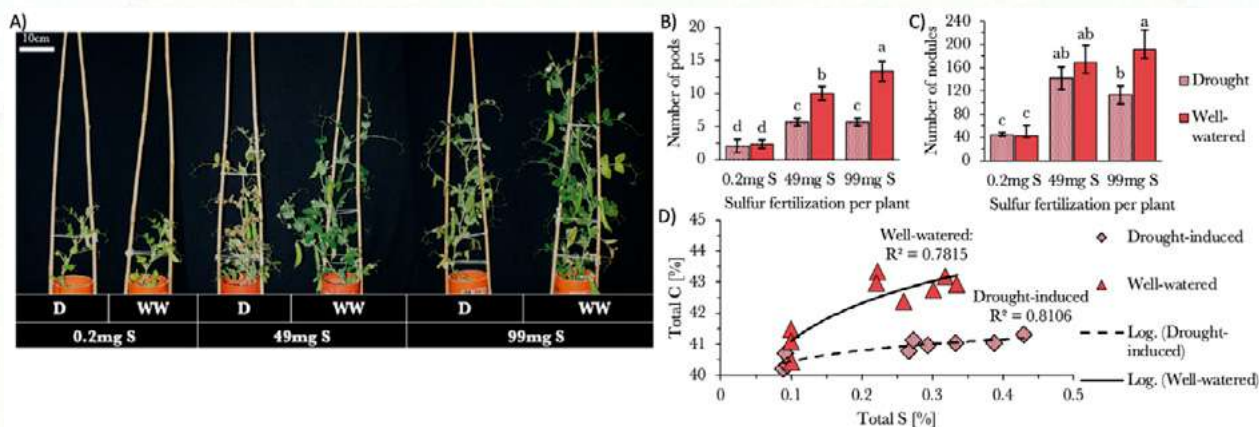 A)
10cm
D WW D WW D WW
0.2mg S 49mg S 99mg S
B)
Number of pods
20
15
10
5
0
d d c b c a
0.2mg S 49mg S 99mg S
Sulfur fertilization per plant
C)
Number of nodules
240
200
160
120
80
40
0
c c ab ab b a
0.2mg S 49mg S 99mg S
Sulfur fertilization per plant
Drought
Well-
watered
D)
Total C [%]
45
44
43
42
41
40
Well-watered:
R² = 0.7815
Drought-induced
R² = 0.8106
0 0.1 0.2 0.3 0.4 0.5
Total S [%]
Drought-induced
Well-watered
Log. (Drought-
induced)
Log. (Well-watered)